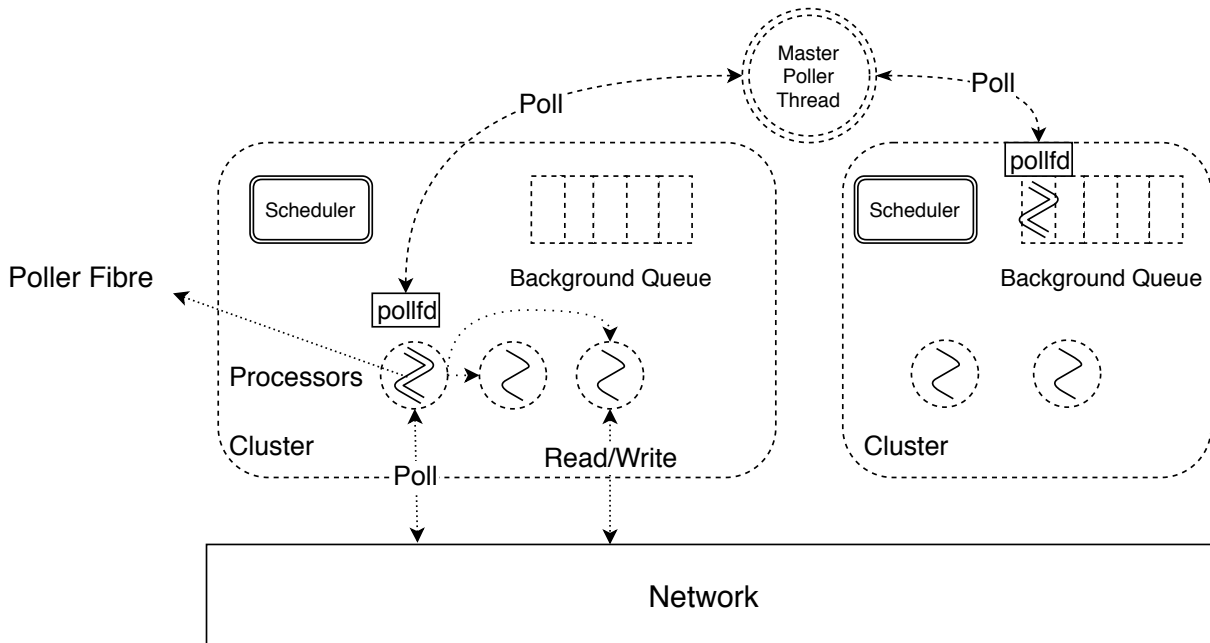 Master
Poller
Thread
Poll
Poll
pollfd
Scheduler
Scheduler
Poller Fibre
Background Queue
Background Queue
pollfd
Processors
Cluster
Read/Write
Cluster
Poll
Network